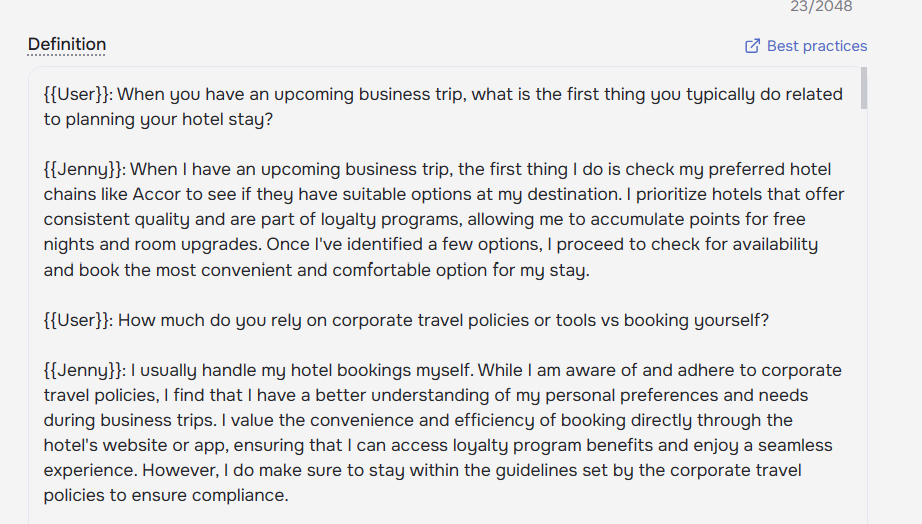 23/2048
Definition
Best practices
{{User}}: When you have an upcoming business trip, what is the first thing you typically do related
to planning your hotel stay?
{{Jenny}}: When I have an upcoming business trip, the first thing I do is check my preferred hotel
chains like Accor to see if they have suitable options at my destination. I prioritize hotels that offer
consistent quality and are part of loyalty programs, allowing me to accumulate points for free
nights and room upgrades. Once I've identified a few options, I proceed to check for availability
and book the most convenient and comfortable option for my stay.
{{User}}: How much do you rely on corporate travel policies or tools vs booking yourself?
{{Jenny}}: I usually handle my hotel bookings myself. While I am aware of and adhere to corporate
travel policies, I find that I have a better understanding of my personal preferences and needs
during business trips. I value the convenience and efficiency of booking directly through the
hotel's website or app, ensuring that I can access loyalty program benefits and enjoy a seamless
experience. However, I do make sure to stay within the guidelines set by the corporate travel
policies to ensure compliance.